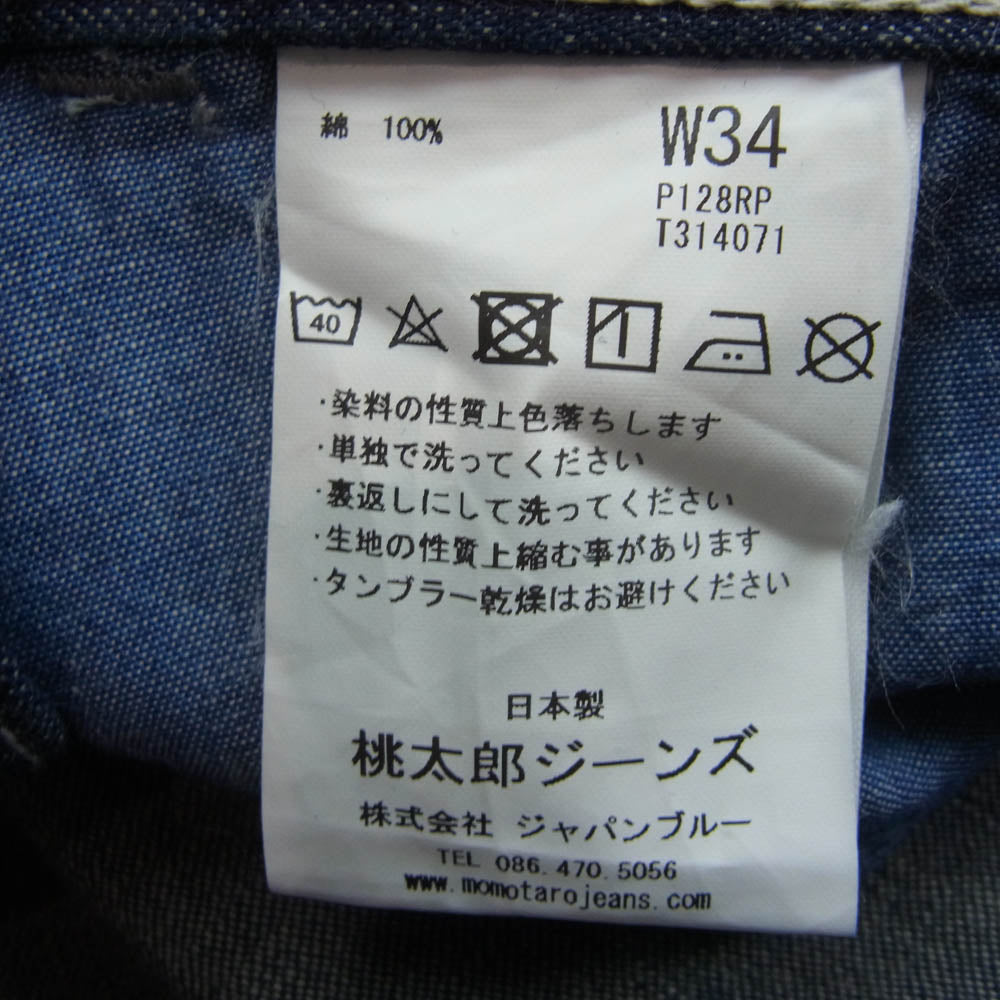 綿 100%
W34
P128RP
T314071
40
・染料の性質上色落ちします
・単独で洗ってください
・裏返しにして洗ってください
・生地の性質上縮む事があります
・タンブラー乾燥はお避けください
日本製
桃太郎ジーンズ
株式会社 ジャパンブルー
TEL 086.470.5056
www.momotarojeans.com